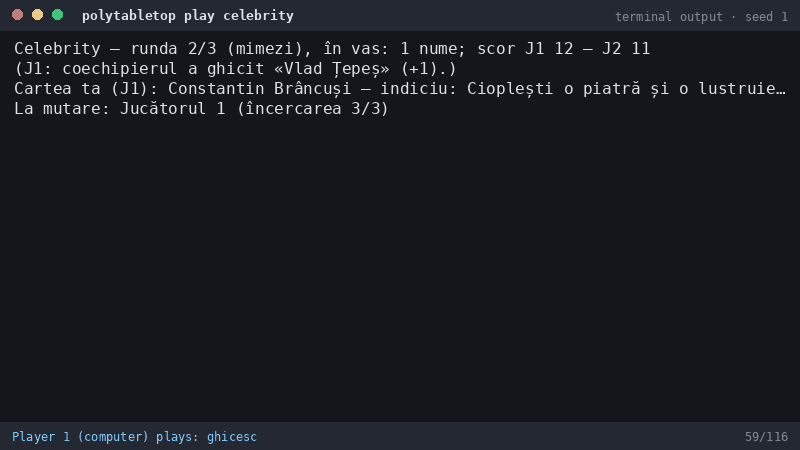 polytabletop play celebrity
terminal output · seed 1
Celebrity — runda 2/3 (mimezi), în vas: 1 nume; scor J1 12 — J2 11
(J1: coechipierul a ghicit «Vlad Țepeș» (+1).)
Cartea ta (J1): Constantin Brâncuși — indiciu: Cioplești o piatră și o lustruie…
La mutare: Jucătorul 1 (încercarea 3/3)
Player 1 (computer) plays: ghicesc
59/116